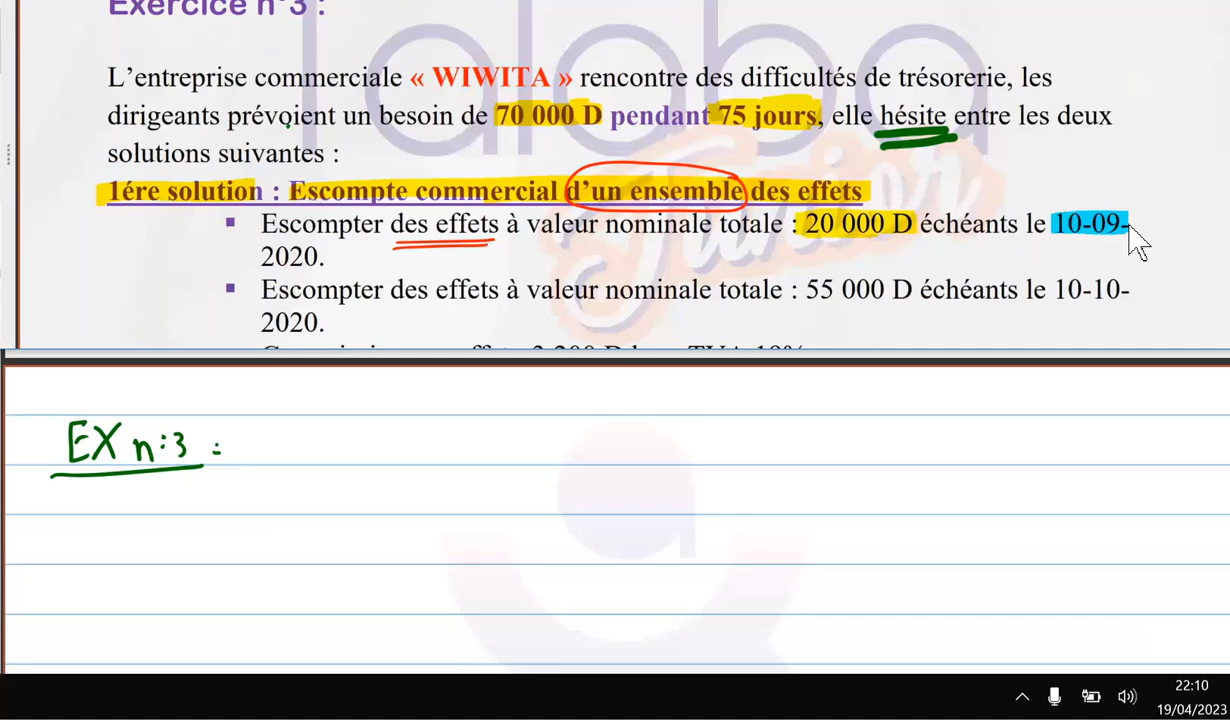 Exercice n°3 :
L'entreprise commerciale « WIWITA » rencontre des difficultés de trésorerie, les
dirigeants prévoient un besoin de 70 000 D pendant 75 jours, elle hésite entre les deux
solutions suivantes :
1ére solution : Escompte commercial d'un ensemble des effets
▪ Escompter des effets à valeur nominale totale : 20 000 D échéants le 10-09-
2020.
▪ Escompter des effets à valeur nominale totale : 55 000 D échéants le 10-10-
2020.
EX n:3 :
22:10
19/04/2023